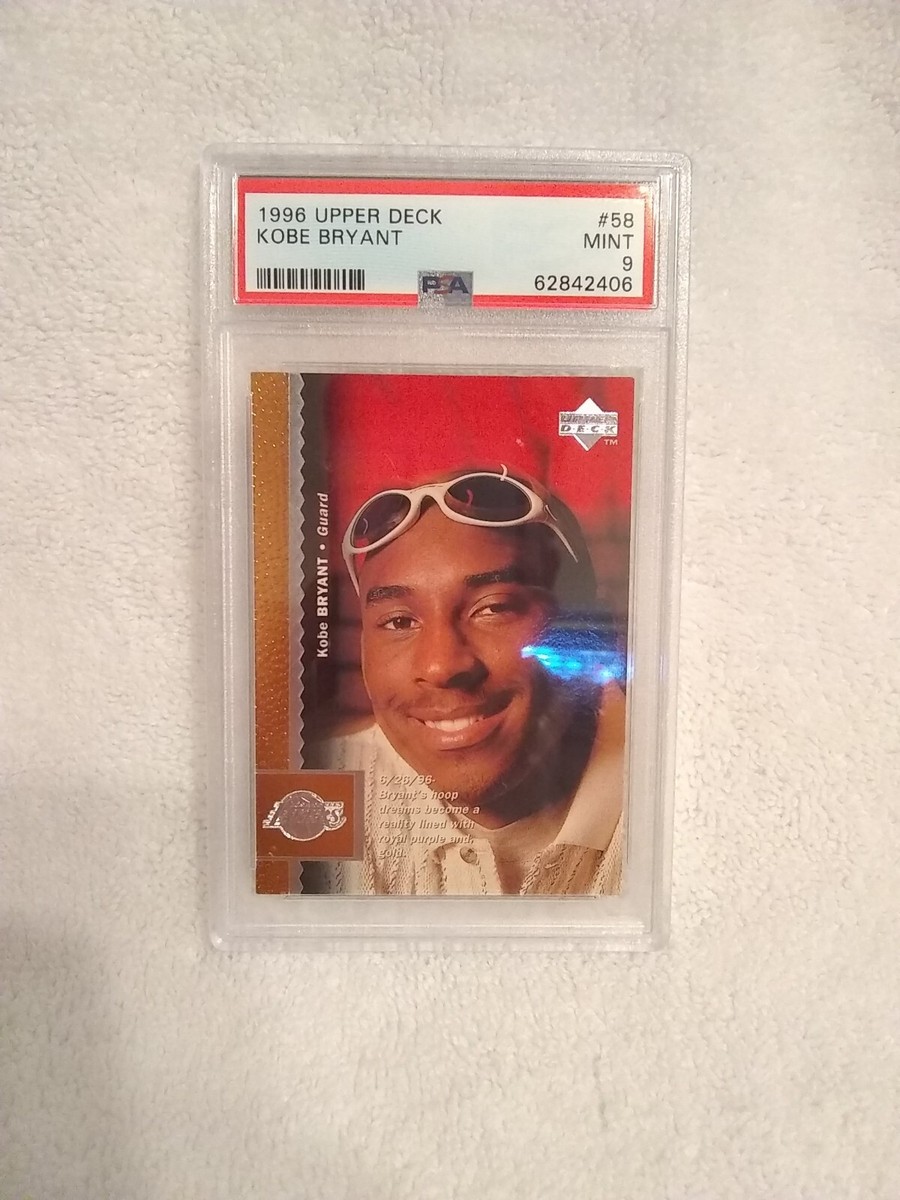 1996 UPPER DECK #58
KOBE BRYANT MINT
9
PSA 62842406
UPPER
DECK
TM
Kobe BRYANT • Guard
6/26/96-
Bryant's hoop
dreams become a
reality lined with
royal purple and
gold.